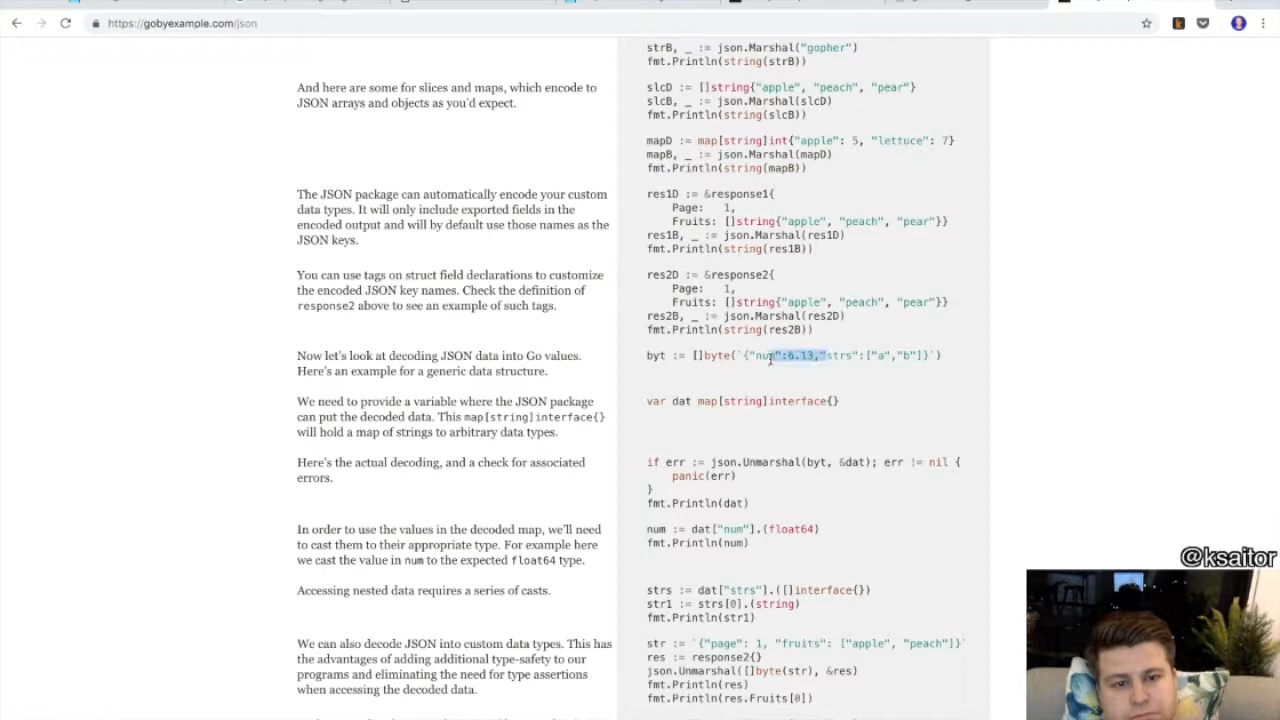 https://gobyexample.com/json
strB, _ := json.Marshal("gopher")
fmt.Println(string(strB))
And here are some for slices and maps, which encode to
JSON arrays and objects as you'd expect.
slcD := []string{"apple", "peach", "pear"}
slcB, _ := json.Marshal(slcD)
fmt.Println(string(slcB))
mapD := map[string]int{"apple": 5, "lettuce": 7}
mapB, _ := json.Marshal(mapD)
fmt.Println(string(mapB))
The JSON package can automatically encode your custom
data types. It will only include exported fields in the
encoded output and will by default use those names as the
JSON keys.
res1D := &response1{
    Page:   1,
    Fruits: []string{"apple", "peach", "pear"}}
res1B, _ := json.Marshal(res1D)
fmt.Println(string(res1B))
You can use tags on struct field declarations to customize
the encoded JSON key names. Check the definition of
response2 above to see an example of such tags.
res2D := &response2{
    Page:   1,
    Fruits: []string{"apple", "peach", "pear"}}
res2B, _ := json.Marshal(res2D)
fmt.Println(string(res2B))
Now let's look at decoding JSON data into Go values.
Here's an example for a generic data structure.
byt := []byte(`{"num":6.13,"strs":["a","b"]}`)
We need to provide a variable where the JSON package
can put the decoded data. This map[string]interface{}
will hold a map of strings to arbitrary data types.
var dat map[string]interface{}
Here's the actual decoding, and a check for associated
errors.
if err := json.Unmarshal(byt, &dat); err != nil {
    panic(err)
}
fmt.Println(dat)
In order to use the values in the decoded map, we'll need
to cast them to their appropriate type. For example here
we cast the value in num to the expected float64 type.
num := dat["num"].(float64)
fmt.Println(num)
Accessing nested data requires a series of casts.
strs := dat["strs"].([]interface{})
str1 := strs[0].(string)
fmt.Println(str1)
We can also decode JSON into custom data types. This has
the advantages of adding additional type-safety to our
programs and eliminating the need for type assertions
when accessing the decoded data.
str := `{"page": 1, "fruits": ["apple", "peach"]}`
res := response2{}
json.Unmarshal([]byte(str), &res)
fmt.Println(res)
fmt.Println(res.Fruits[0])
@ksaitor